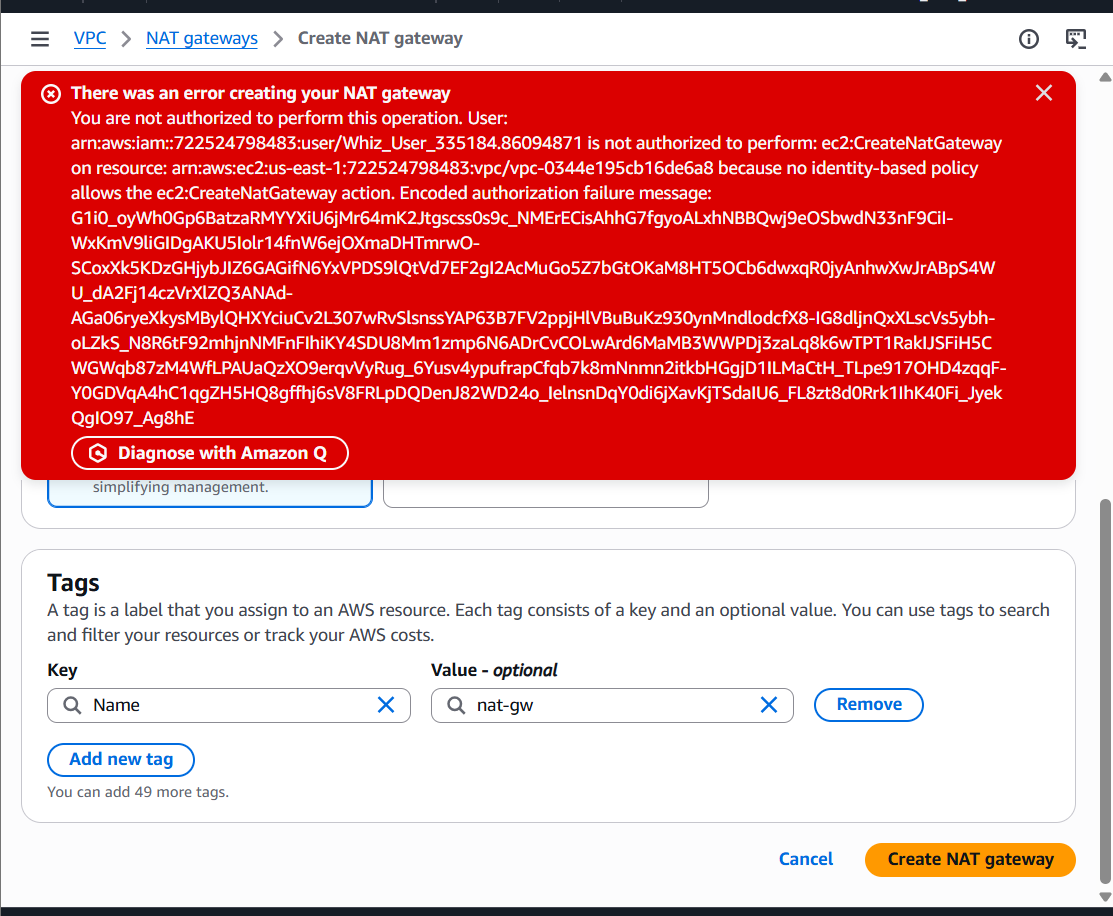 VPC > NAT gateways > Create NAT gateway
There was an error creating your NAT gateway
You are not authorized to perform this operation. User:
arn:aws:iam::722524798483:user/Whiz_User_335184.86094871 is not authorized to perform: ec2:CreateNatGateway
on resource: arn:aws:ec2:us-east-1:722524798483:vpc/vpc-0344e195cb16de6a8 because no identity-based policy
allows the ec2:CreateNatGateway action. Encoded authorization failure message:
G1i0_oyWh0Gp6BatzaRMYYXiU6jMr64mK2Jtgscss0s9c_NMErECisAhhG7fgyoALxhNBBQwj9eOSbwdN33nF9CiI-
WxKmV9liGIDgAKU5Iolr14fnW6ejOXmaDHTmrwO-
SCoxXk5KDzGHjybJIZ6GAGifN6YxVPDS9lQtVd7EF2gI2AcMuGo5Z7bGtOKaM8HT5OCb6dwxqR0jyAnhwXwJrABpS4W
U_dA2Fj14czVrXlZQ3ANAd-
AGa06ryeXkysMBylQHXYciuCv2L307wRvSlsnssYAP63B7FV2ppjHlVBuBuKz930ynMndlodcfX8-IG8dljnQxXLscVs5ybh-
oLZkS_N8R6tF92mhjnNMFnFIhiKY4SDU8Mm1zmp6N6ADrCvCOLwArd6MaMB3WWPDj3zaLq8k6wTPT1RakIJSFiH5C
WGWqb87zM4WfLPAUaQzXO9erqvVyRug_6Yusv4ypufrapCfqb7k8mNnmn2itkbHGgjD1ILMaCtH_TLpe917OHD4zqqF-
Y0GDVqA4hC1qgZH5HQ8gffhj6sV8FRLpDQDenJ82WD24o_IelnsnDqY0di6jXavKjTSdaIU6_FL8zt8d0Rrk1lhK40Fi_Jyek
QgIO97_Ag8hE
Diagnose with Amazon Q
simplifying management.
Tags
A tag is a label that you assign to an AWS resource. Each tag consists of a key and an optional value. You can use tags to search
and filter your resources or track your AWS costs.
Key
Value - optional
Name
nat-gw
Remove
Add new tag
You can add 49 more tags.
Cancel
Create NAT gateway